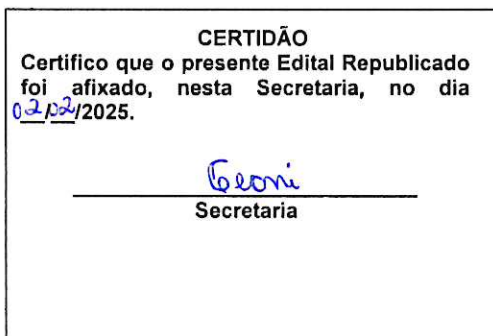 CERTIDÃO
Certifico que o presente Edital Republicado
foi afixado, nesta Secretaria, no dia
02/02/2025.
Geoni
Secretaria